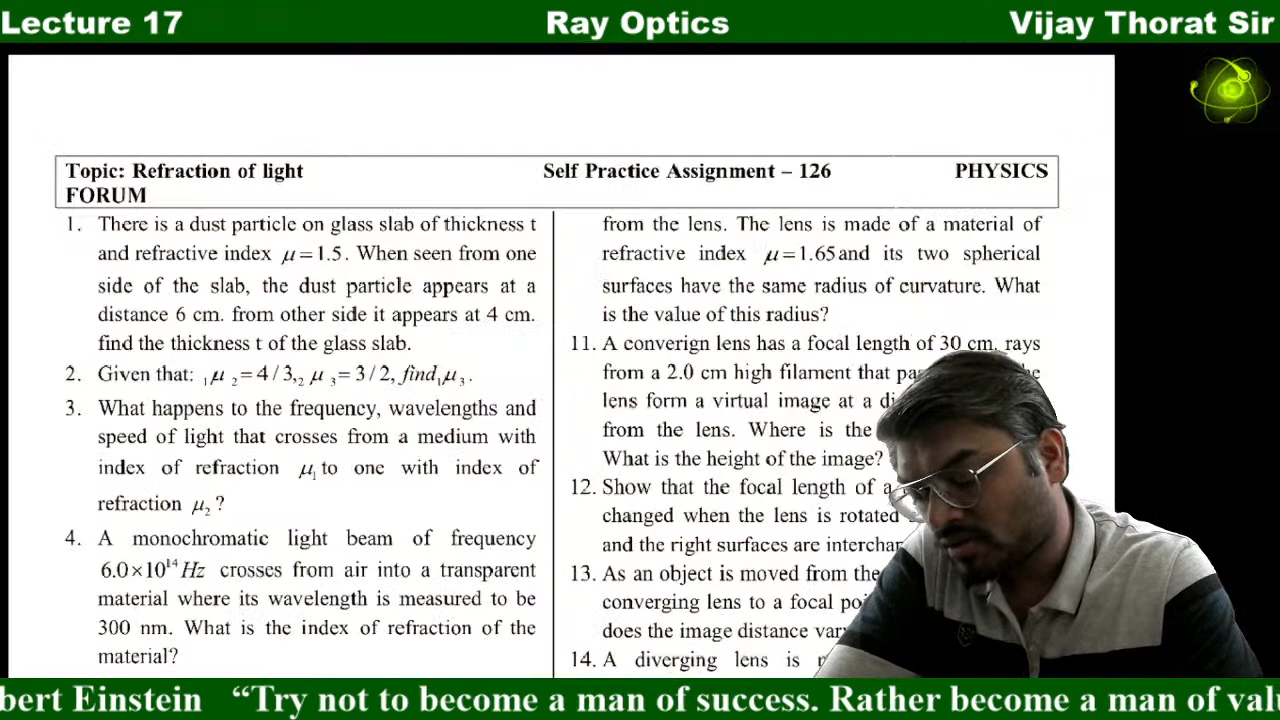 Lecture 17 Ray Optics Vijay Thorat Sir
Topic: Refraction of light Self Practice Assignment – 126 PHYSICS
FORUM
1. There is a dust particle on glass slab of thickness t
and refractive index μ = 1.5. When seen from one
side of the slab, the dust particle appears at a
distance 6 cm. from other side it appears at 4 cm.
find the thickness t of the glass slab.
2. Given that: ₁μ₂ = 4 / 3, ₂μ₃ = 3 / 2, find ₁μ₃.
3. What happens to the frequency, wavelengths and
speed of light that crosses from a medium with
index of refraction μ₁ to one with index of
refraction μ₂?
4. A monochromatic light beam of frequency
6.0×10¹⁴ Hz crosses from air into a transparent
material where its wavelength is measured to be
300 nm. What is the index of refraction of the
material?
from the lens. The lens is made of a material of
refractive index μ = 1.65 and its two spherical
surfaces have the same radius of curvature. What
is the value of this radius?
11. A converign lens has a focal length of 30 cm. rays
from a 2.0 cm high filament that
lens form a virtual image at a
from the lens. Where is the
What is the height of the image?
12. Show that the focal length of a
changed when the lens is rotated
and the right surfaces are
13. As an object is moved from the
converging lens to a focal
does the image distance
14. A diverging lens is
Einstein “Try not to become a man of success. Rather become a man of